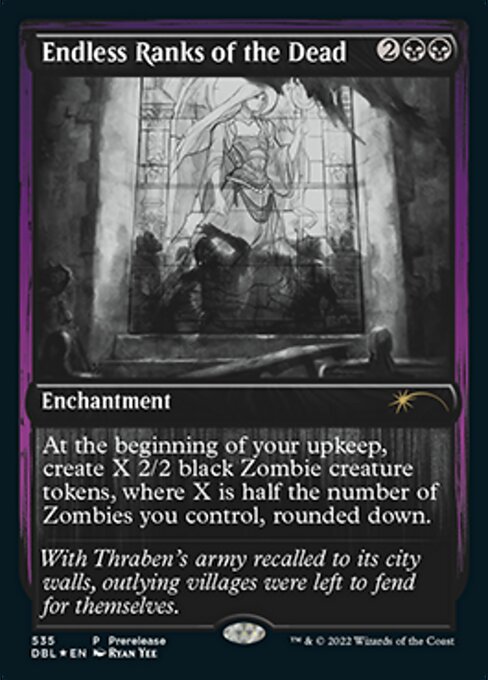 Endless Ranks of the Dead 2
Enchantment
At the beginning of your upkeep,
create X 2/2 black Zombie creature
tokens, where X is half the number of
Zombies you control, rounded down.
With Thraben's army recalled to its city
walls, outlying villages were left to fend
for themselves.
535 P Prerelease
DBL★EN Ryan Yee
™ & © 2022 Wizards of the Coast